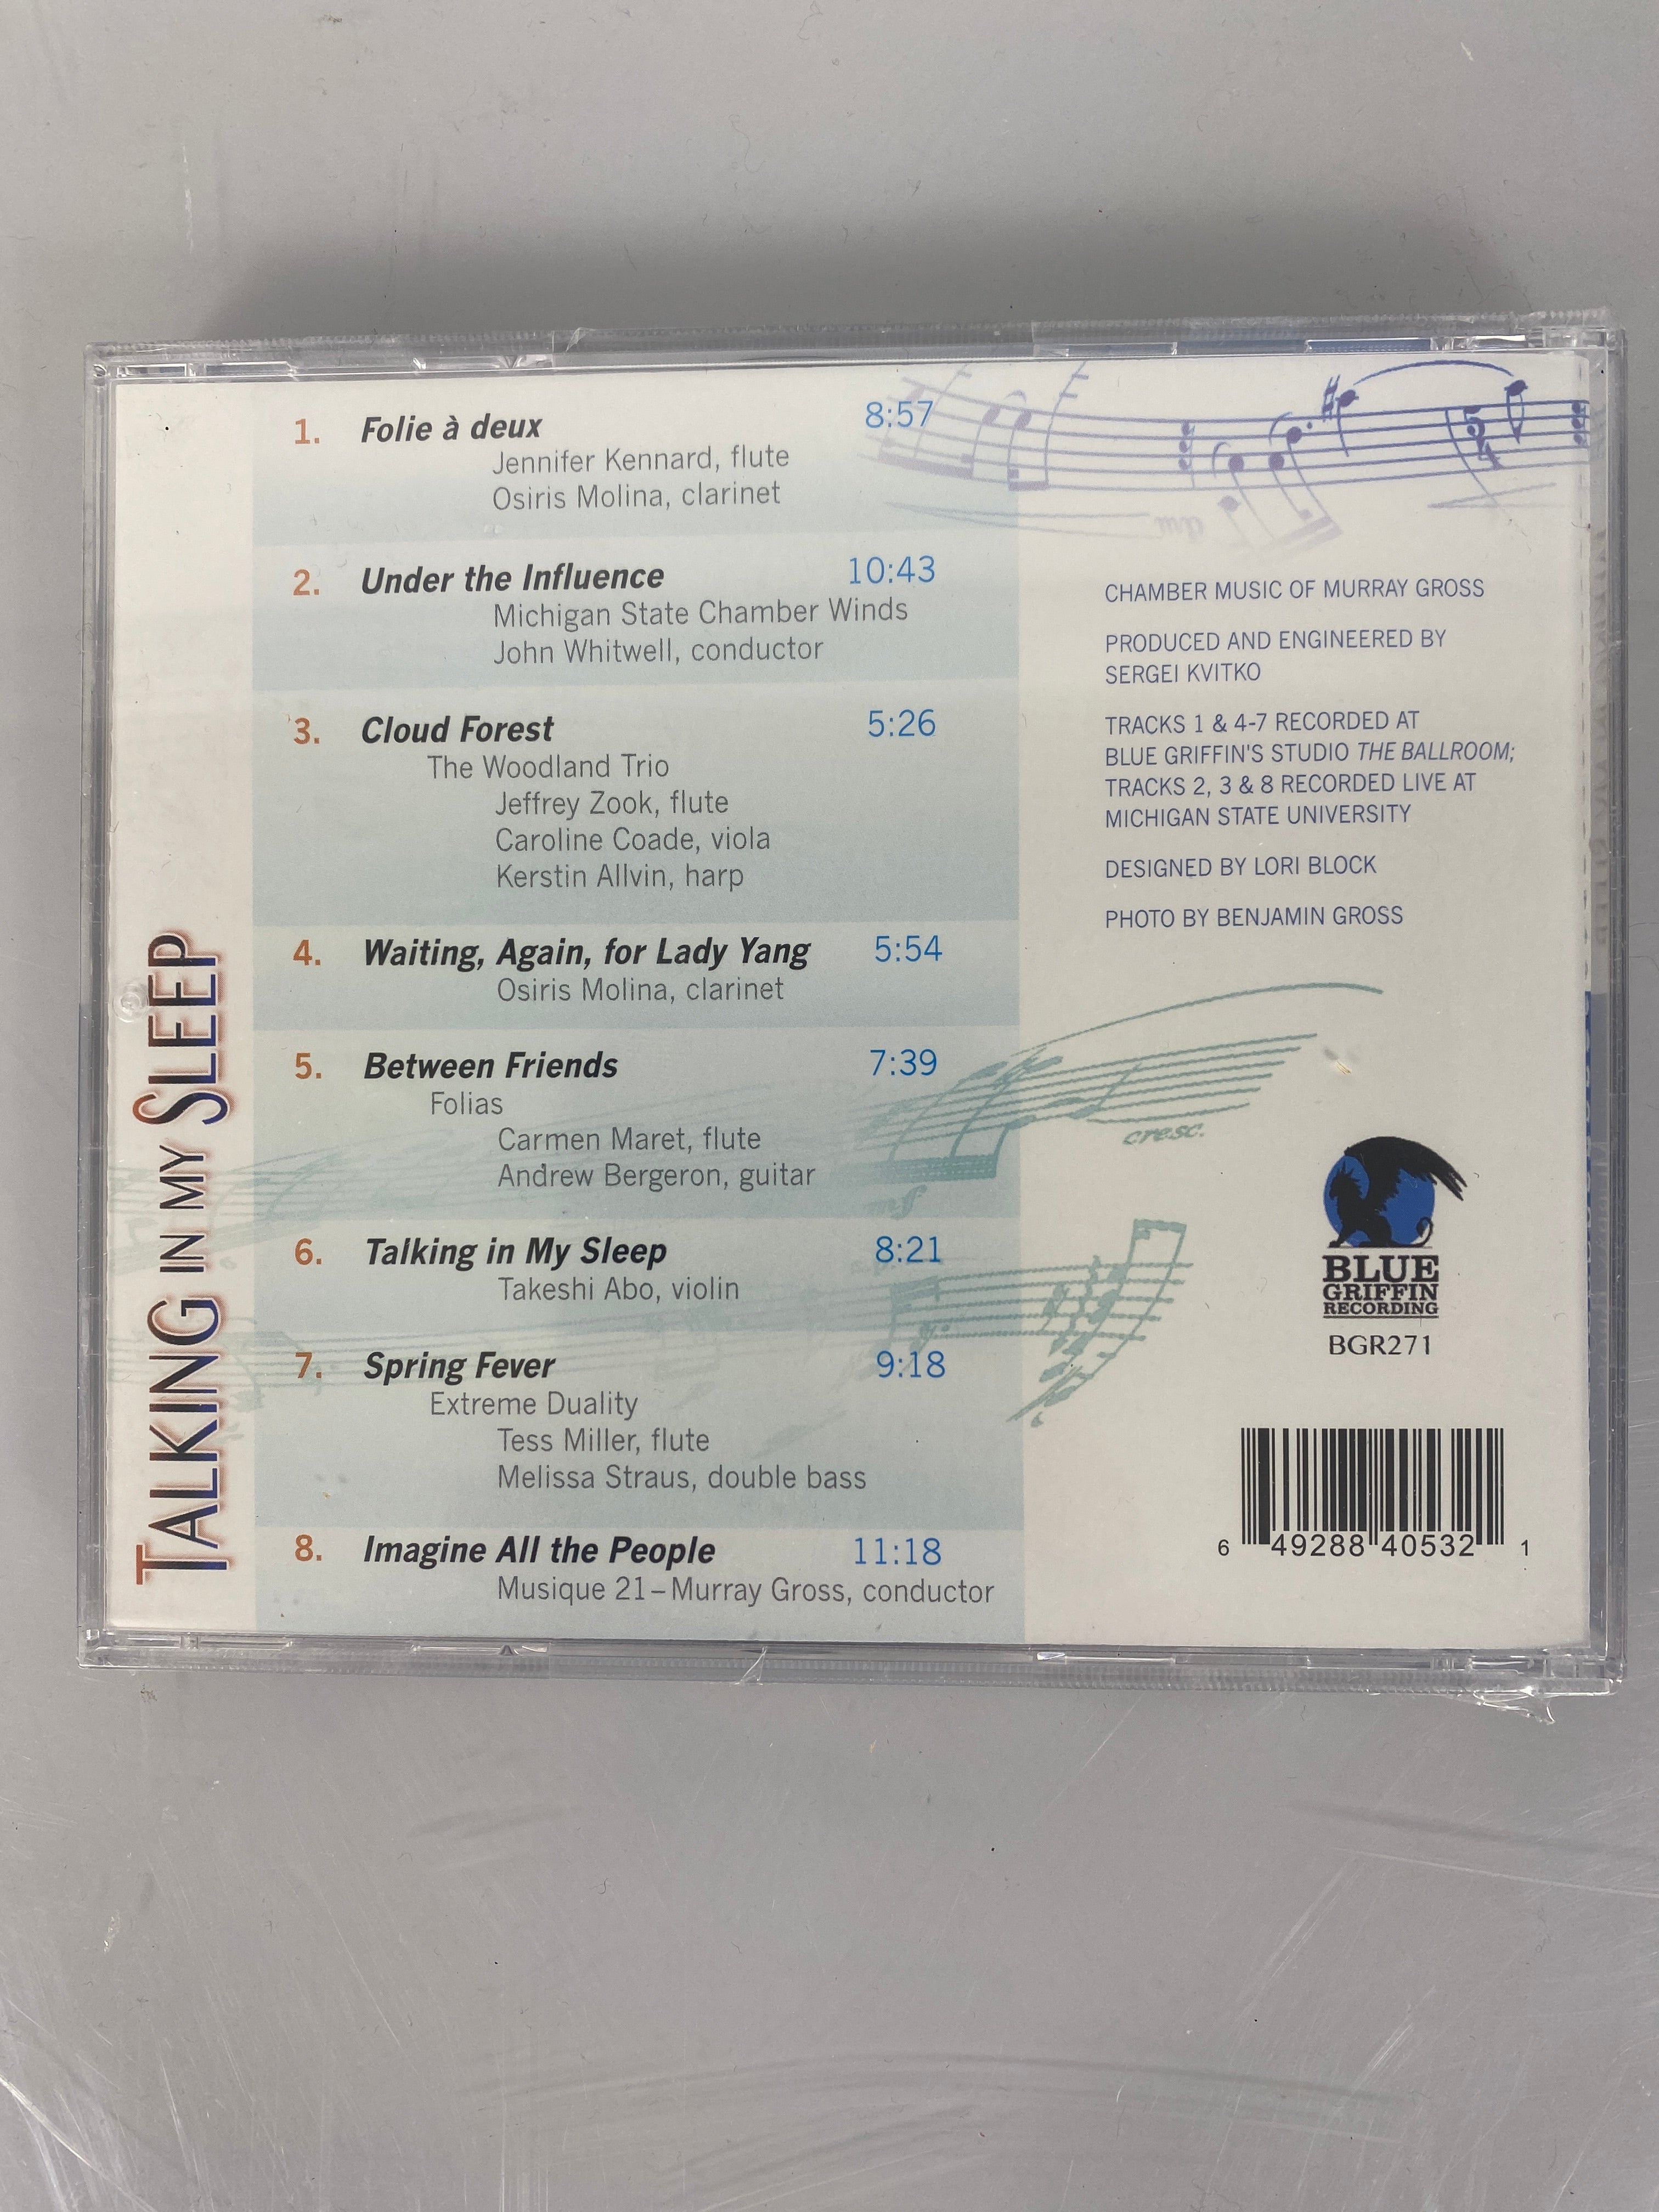 TALKING IN MY SLEEP
1. Folie à deux 8:57
Jennifer Kennard, flute
Osiris Molina, clarinet
2. Under the Influence 10:43
Michigan State Chamber Winds
John Whitwell, conductor
3. Cloud Forest 5:26
The Woodland Trio
Jeffrey Zook, flute
Caroline Coade, viola
Kerstin Allvin, harp
4. Waiting, Again, for Lady Yang 5:54
Osiris Molina, clarinet
5. Between Friends 7:39
Folias
Carmen Maret, flute
Andrew Bergeron, guitar
6. Talking in My Sleep 8:21
Takeshi Abo, violin
7. Spring Fever 9:18
Extreme Duality
Tess Miller, flute
Melissa Straus, double bass
8. Imagine All the People 11:18
Musique 21–Murray Gross, conductor
5
4
CHAMBER MUSIC OF MURRAY GROSS
PRODUCED AND ENGINEERED BY
SERGEI KVITKO
TRACKS 1 & 4-7 RECORDED AT
BLUE GRIFFIN'S STUDIO THE BALLROOM;
TRACKS 2, 3 & 8 RECORDED LIVE AT
MICHIGAN STATE UNIVERSITY
DESIGNED BY LORI BLOCK
PHOTO BY BENJAMIN GROSS
cresc.
mf
BLUE
GRIFFIN
RECORDING
BGR271
6 49288 40532 1